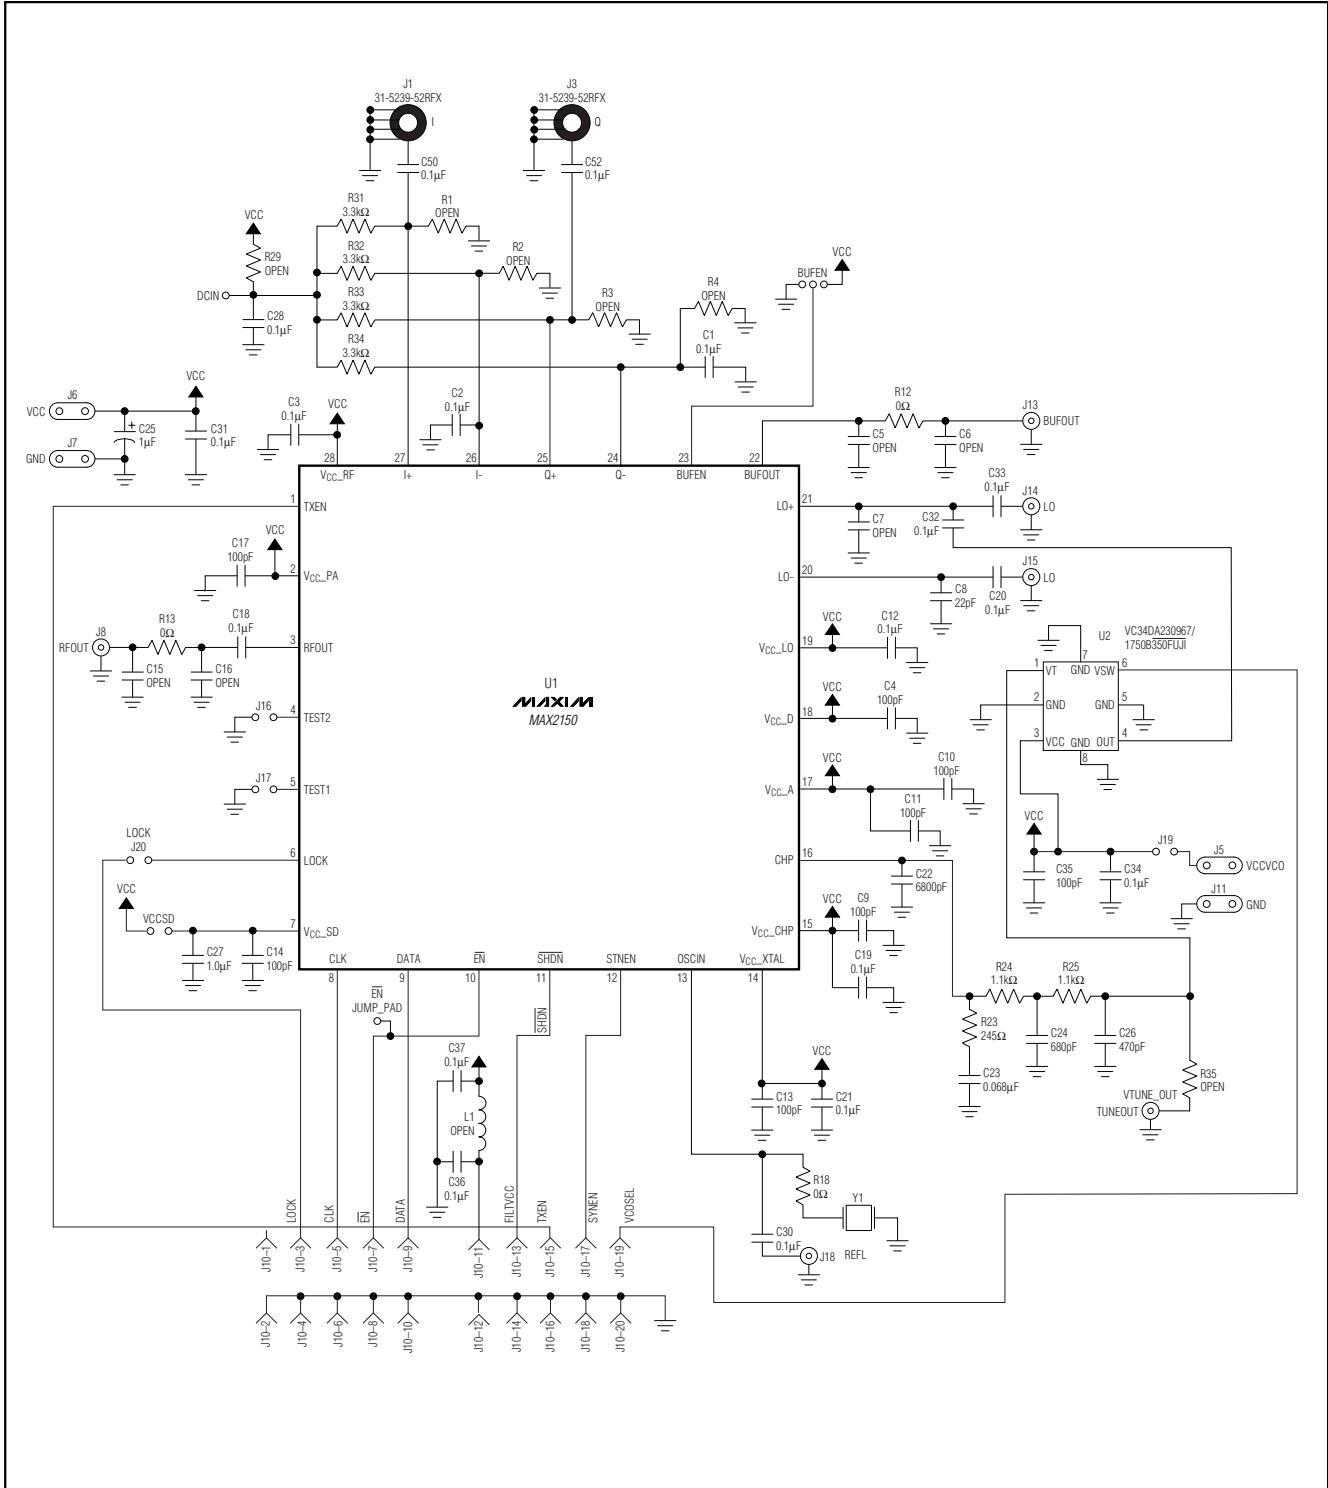 J1
31-5239-52RFX
I
J3
31-5239-52RFX
Q
C50
0.1µF
C52
0.1µF
R31
3.3kΩ
R1
OPEN
VCC
R29
OPEN
R32
3.3kΩ
R2
OPEN
DCIN
R33
3.3kΩ
R3
OPEN
R4
OPEN
BUFEN
VCC
C28
0.1µF
R34
3.3kΩ
C1
0.1µF
J6
VCC
VCC
C25
1µF
+
C31
0.1µF
J7
GND
C3
0.1µF
VCC
C2
0.1µF
R12
0Ω
J13
BUFOUT
C5
OPEN
C6
OPEN
28 27 26 25 24 23 22
VCC_RF I+ I- Q+ Q- BUFEN BUFOUT
1 TXEN
LO+ 21
C33
0.1µF
J14
LO
C7
OPEN
C32
0.1µF
VCC
C17
100pF
2 VCC_PA
LO- 20
J15
LO
C8
22pF
C20
0.1µF
J8
RFOUT
R13
0Ω
C18
0.1µF
3 RFOUT
C15
OPEN
C16
OPEN
VCC_LO 19
VCC
C12
0.1µF
U2
VC34DA230967/
1750B350FUJI
7
1 VT GND VSW 6
2 GND GND 5
3 VCC GND OUT 4
8
U1
MAXIM
MAX2150
J16
4 TEST2
VCC_D 18
VCC
C4
100pF
J17
5 TEST1
VCC_A 17
VCC
C10
100pF
C11
100pF
LOCK
J20
6 LOCK
CHP 16
C22
6800pF
VCC
C35
100pF
C34
0.1µF
J19
J5
VCCVCO
J11
GND
VCC
VCCSD
7 VCC_SD
C27
1.0µF
C14
100pF
VCC_CHP 15
VCC
C9
100pF
C19
0.1µF
CLK DATA EN SHDN STNEN OSCIN VCC_XTAL
8 9 10 11 12 13 14
EN
JUMP_PAD
SHDN
R24
1.1kΩ
R25
1.1kΩ
R23
245Ω
C24
680pF
C26
470pF
C23
0.068µF
R35
OPEN
VTUNE_OUT
TUNEOUT
C37
0.1µF
L1
OPEN
C36
0.1µF
VCC
C13
100pF
C21
0.1µF
R18
0Ω
Y1
C30
0.1µF
J18
REFL
LOCK
CLK
EN
DATA
FILTVCC
TXEN
SYNEN
VCOSEL
J10-1
J10-3
J10-5
J10-7
J10-9
J10-11
J10-13
J10-15
J10-17
J10-19
J10-2
J10-4
J10-6
J10-8
J10-10
J10-12
J10-14
J10-16
J10-18
J10-20